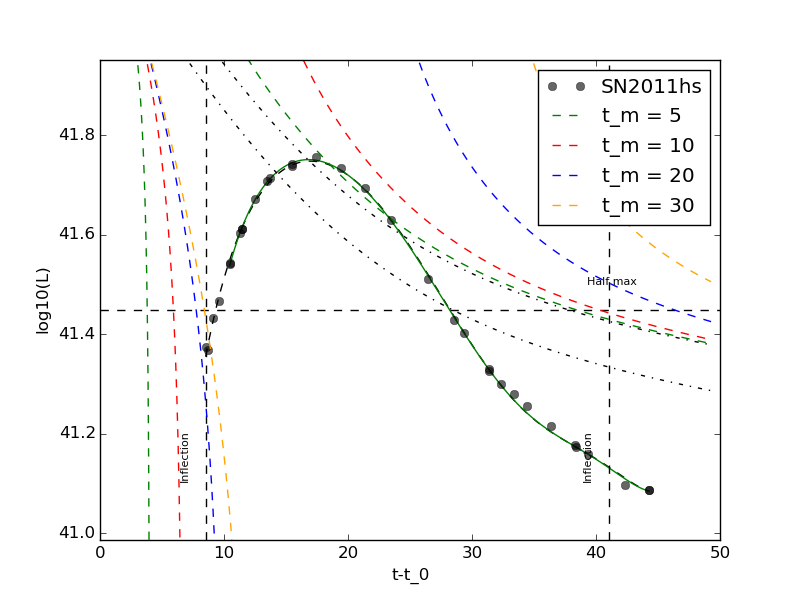 SN2011hs
t_m = 5
t_m = 10
t_m = 20
t_m = 30
Half max
Inflection
Inflection
41.8
41.6
41.4
41.2
41.0
log10(L)
0 10 20 30 40 50
t-t_0